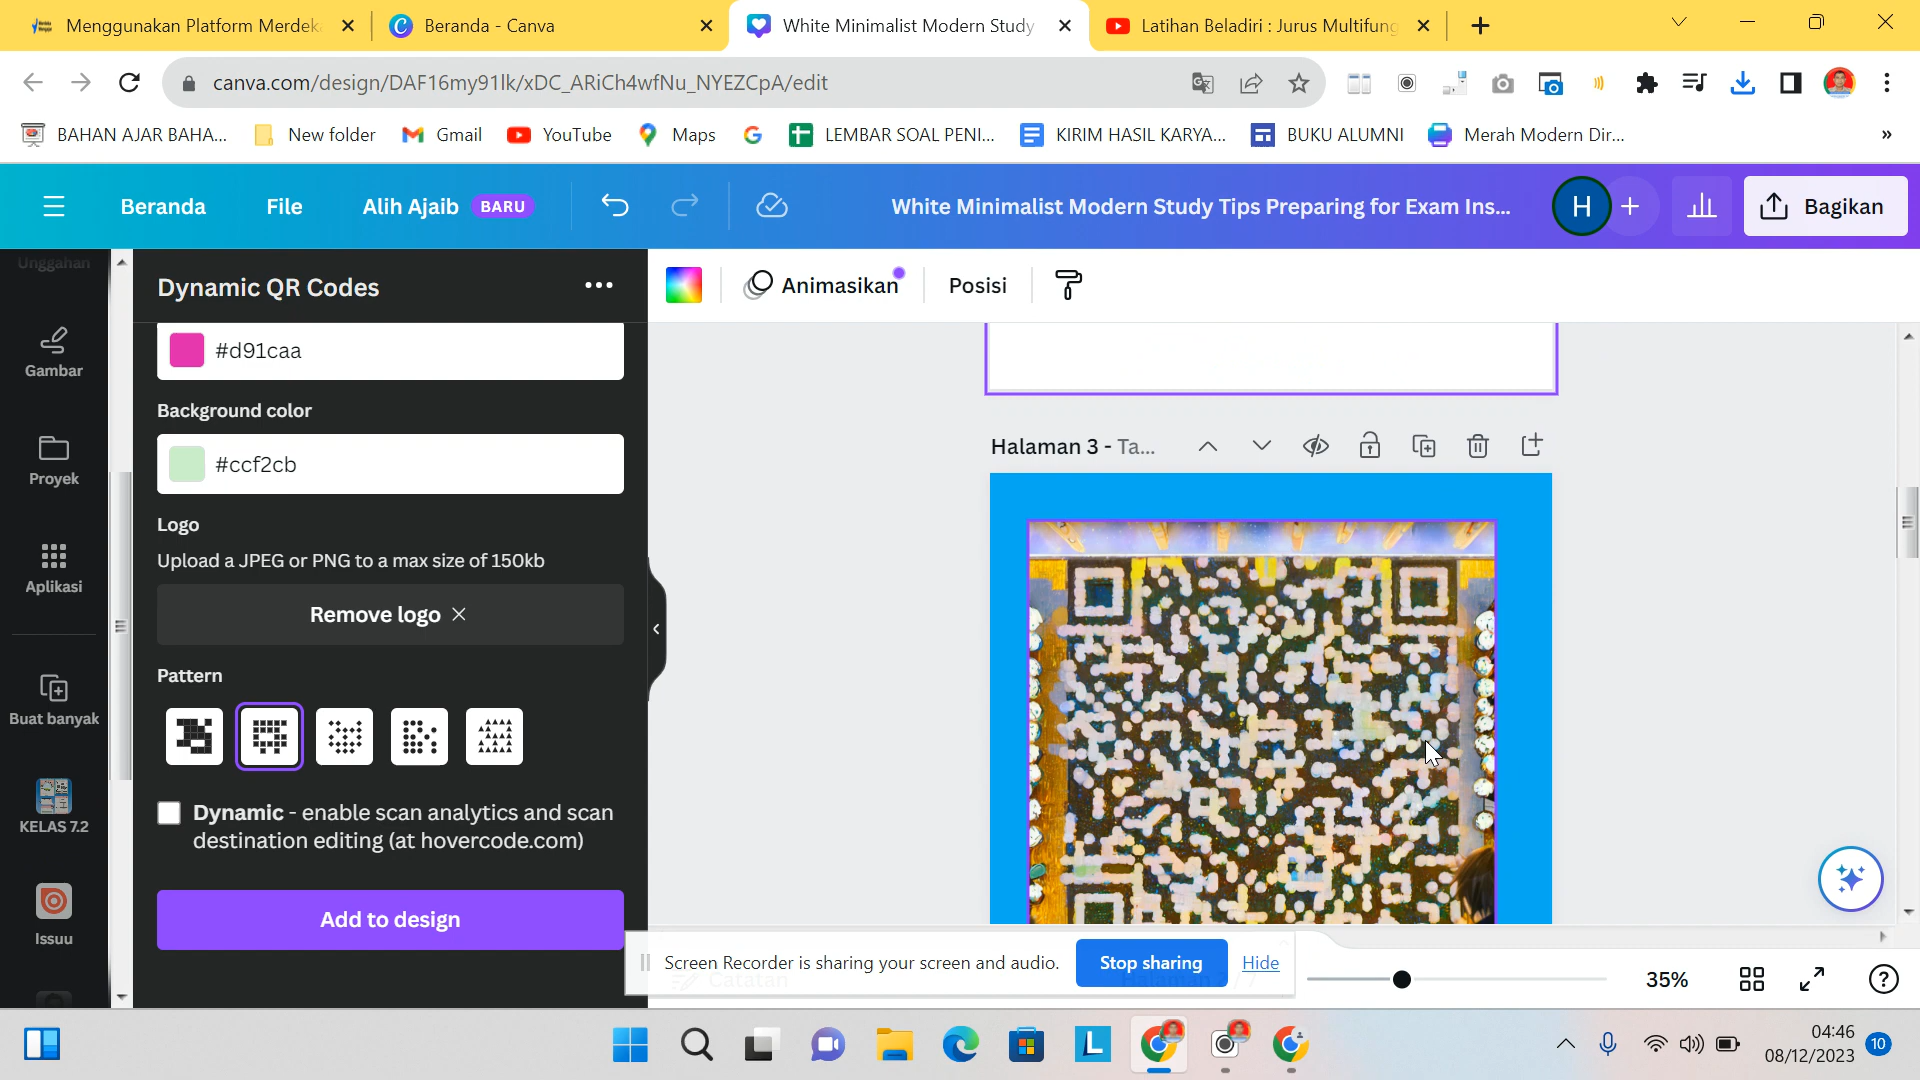 Menggunakan Platform Merdek
Beranda - Canva
White Minimalist Modern Study
Latihan Beladiri : Jurus Multifung
canva.com/design/DAF16my91lk/xDC_ARiCh4wfNu_NYEZCpA/edit
BAHAN AJAR BAHA...
New folder
Gmail
YouTube
Maps
LEMBAR SOAL PENI...
KIRIM HASIL KARYA...
BUKU ALUMNI
Merah Modern Dir...
»
Beranda
File
Alih Ajaib BARU
White Minimalist Modern Study Tips Preparing for Exam Ins...
H
Bagikan
Unggahan
Gambar
Proyek
Aplikasi
Buat banyak
KELAS 7.2
Issuu
Dynamic QR Codes
#d91caa
Background color
#ccf2cb
Logo
Upload a JPEG or PNG to a max size of 150kb
Remove logo
Pattern
Dynamic - enable scan analytics and scan
destination editing (at hovercode.com)
Add to design
Animasikan
Posisi
Halaman 3 - Ta...
Screen Recorder is sharing your screen and audio.
Stop sharing
Hide
Catatan
35%
04:46
08/12/2023
10